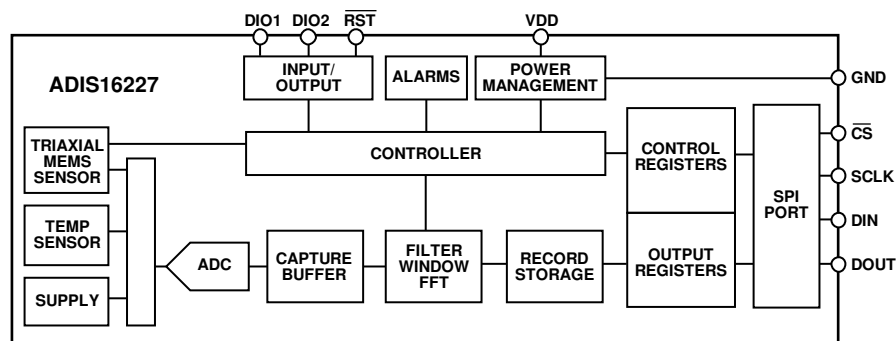 DIO1 DIO2 RST VDD
ADIS16227
INPUT/
OUTPUT
ALARMS
POWER
MANAGEMENT
GND
TRIAXIAL
MEMS
SENSOR
CONTROLLER
CONTROL
REGISTERS
SPI
PORT
CS
SCLK
DIN
DOUT
TEMP
SENSOR
SUPPLY
ADC
CAPTURE
BUFFER
FILTER
WINDOW
FFT
RECORD
STORAGE
OUTPUT
REGISTERS